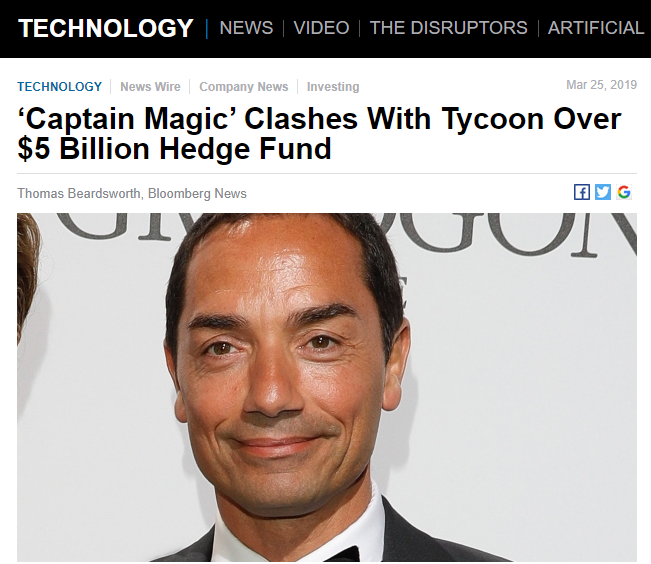 TECHNOLOGY | NEWS | VIDEO | THE DISRUPTORS | ARTIFICIAL
TECHNOLOGY | News Wire | Company News | Investing
Mar 25, 2019
‘Captain Magic’ Clashes With Tycoon Over
$5 Billion Hedge Fund
Thomas Beardsworth, Bloomberg News